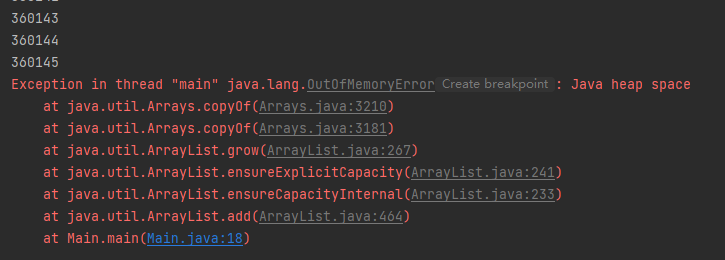 360143
360144
360145
Exception in thread "main" java.lang.OutOfMemoryError Create breakpoint : Java heap space
at java.util.Arrays.copyOf(Arrays.java:3210)
at java.util.Arrays.copyOf(Arrays.java:3181)
at java.util.ArrayList.grow(ArrayList.java:267)
at java.util.ArrayList.ensureExplicitCapacity(ArrayList.java:241)
at java.util.ArrayList.ensureCapacityInternal(ArrayList.java:233)
at java.util.ArrayList.add(ArrayList.java:464)
at Main.main(Main.java:18)